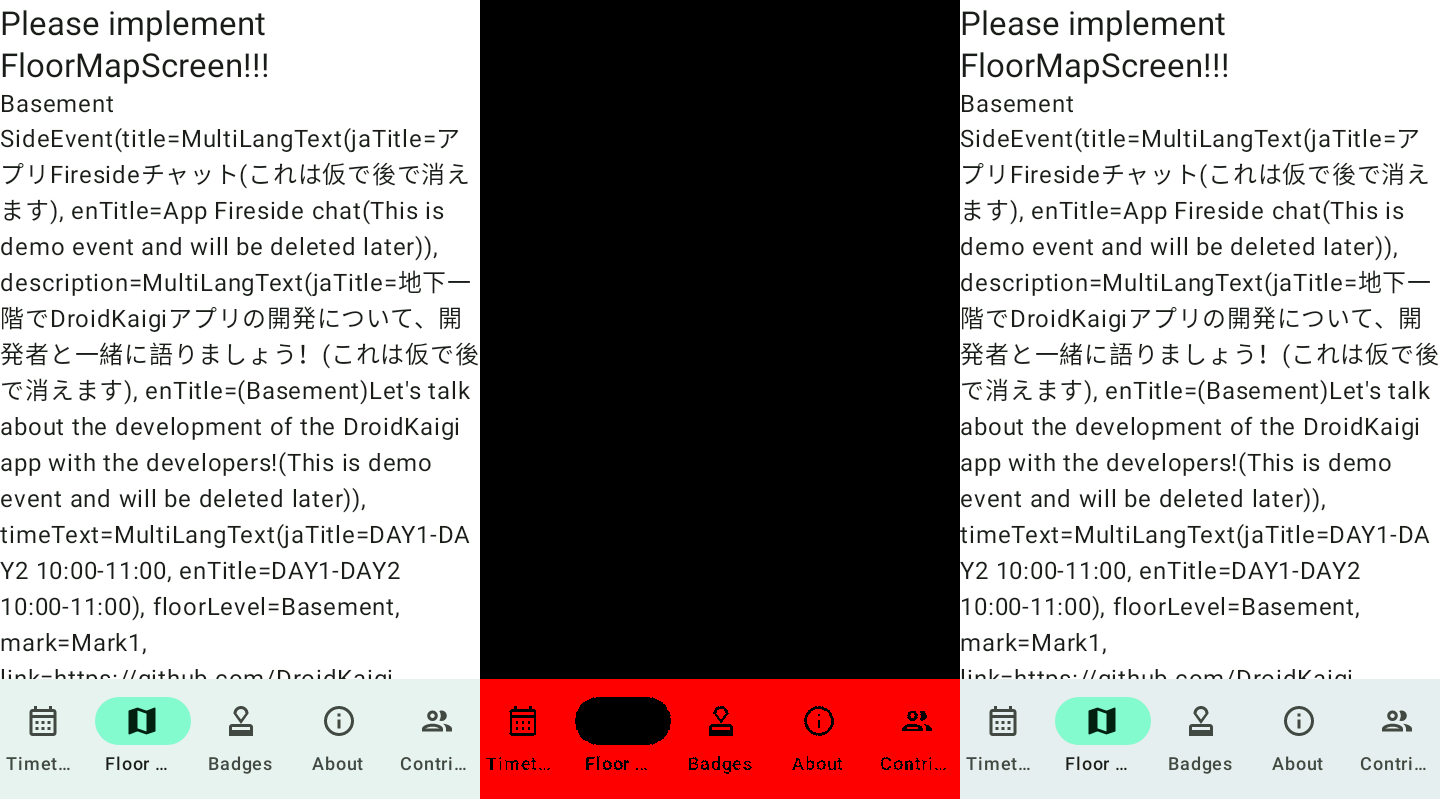 Please implement
FloorMapScreen!!!
Basement
SideEvent(title=MultiLangText(jaTitle=ア
プリFiresideチャット(これは仮で後で消え
ます), enTitle=App Fireside chat(This is
demo event and will be deleted later)),
description=MultiLangText(jaTitle=地下一
階でDroidKaigiアプリの開発について、開
発者と一緒に語りましょう！(これは仮で後
で消えます), enTitle=(Basement)Let's talk
about the development of the DroidKaigi
app with the developers!(This is demo
event and will be deleted later)),
timeText=MultiLangText(jaTitle=DAY1-DA
Y2 10:00-11:00, enTitle=DAY1-DAY2
10:00-11:00), floorLevel=Basement,
mark=Mark1,
link=https://github.com/DroidKaigi
Timet... Floor ... Badges About Contri...
Timet... Floor ... Badges About Contri...
Please implement
FloorMapScreen!!!
Basement
SideEvent(title=MultiLangText(jaTitle=ア
プリFiresideチャット(これは仮で後で消え
ます), enTitle=App Fireside chat(This is
demo event and will be deleted later)),
description=MultiLangText(jaTitle=地下一
階でDroidKaigiアプリの開発について、開
発者と一緒に語りましょう！(これは仮で後
で消えます), enTitle=(Basement)Let's talk
about the development of the DroidKaigi
app with the developers!(This is demo
event and will be deleted later)),
timeText=MultiLangText(jaTitle=DAY1-DA
Y2 10:00-11:00, enTitle=DAY1-DAY2
10:00-11:00), floorLevel=Basement,
mark=Mark1,
link=https://github.com/DroidKaigi
Timet... Floor ... Badges About Contri...